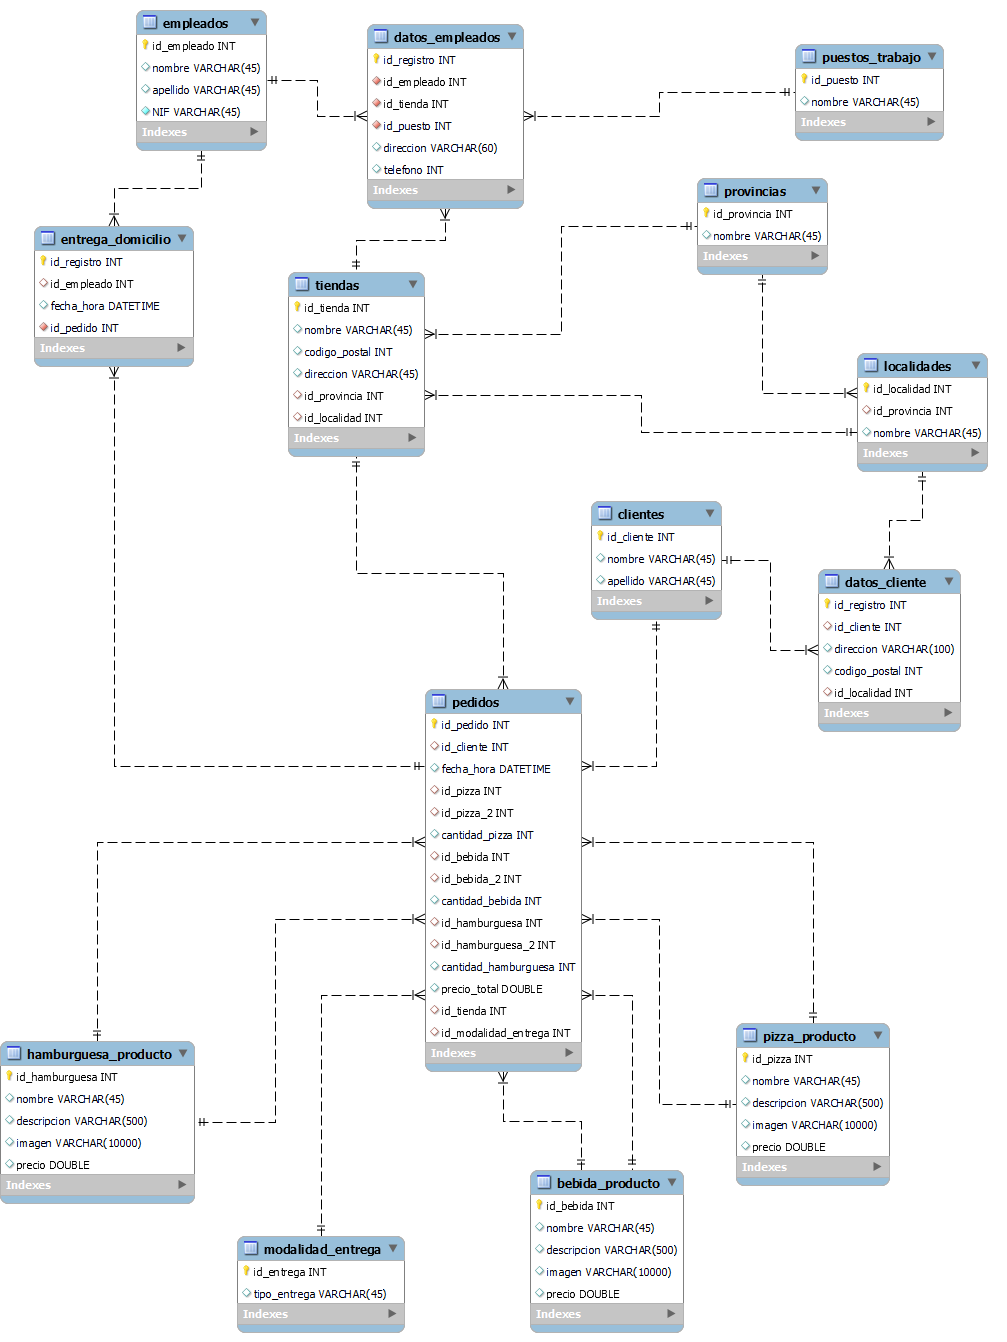 empleados
id_empleado INT
nombre VARCHAR(45)
apellido VARCHAR(45)
NIF VARCHAR(45)
Indexes
datos_empleados
id_registro INT
id_empleado INT
id_tienda INT
id_puesto INT
direccion VARCHAR(60)
telefono INT
Indexes
puestos_trabajo
id_puesto INT
nombre VARCHAR(45)
Indexes
provincias
id_provincia INT
nombre VARCHAR(45)
Indexes
entrega_domicilio
id_registro INT
id_empleado INT
fecha_hora DATETIME
id_pedido INT
Indexes
tiendas
id_tienda INT
nombre VARCHAR(45)
codigo_postal INT
direccion VARCHAR(45)
id_provincia INT
id_localidad INT
Indexes
localidades
id_localidad INT
id_provincia INT
nombre VARCHAR(45)
Indexes
clientes
id_cliente INT
nombre VARCHAR(45)
apellido VARCHAR(45)
Indexes
datos_cliente
id_registro INT
id_cliente INT
direccion VARCHAR(100)
codigo_postal INT
id_localidad INT
Indexes
pedidos
id_pedido INT
id_cliente INT
fecha_hora DATETIME
id_pizza INT
id_pizza_2 INT
cantidad_pizza INT
id_bebida INT
id_bebida_2 INT
cantidad_bebida INT
id_hamburguesa INT
id_hamburguesa_2 INT
cantidad_hamburguesa INT
precio_total DOUBLE
id_tienda INT
id_modalidad_entrega INT
Indexes
hamburguesa_producto
id_hamburguesa INT
nombre VARCHAR(45)
descripcion VARCHAR(500)
imagen VARCHAR(10000)
precio DOUBLE
Indexes
pizza_producto
id_pizza INT
nombre VARCHAR(45)
descripcion VARCHAR(500)
imagen VARCHAR(10000)
precio DOUBLE
Indexes
bebida_producto
id_bebida INT
nombre VARCHAR(45)
descripcion VARCHAR(500)
imagen VARCHAR(10000)
precio DOUBLE
Indexes
modalidad_entrega
id_entrega INT
tipo_entrega VARCHAR(45)
Indexes